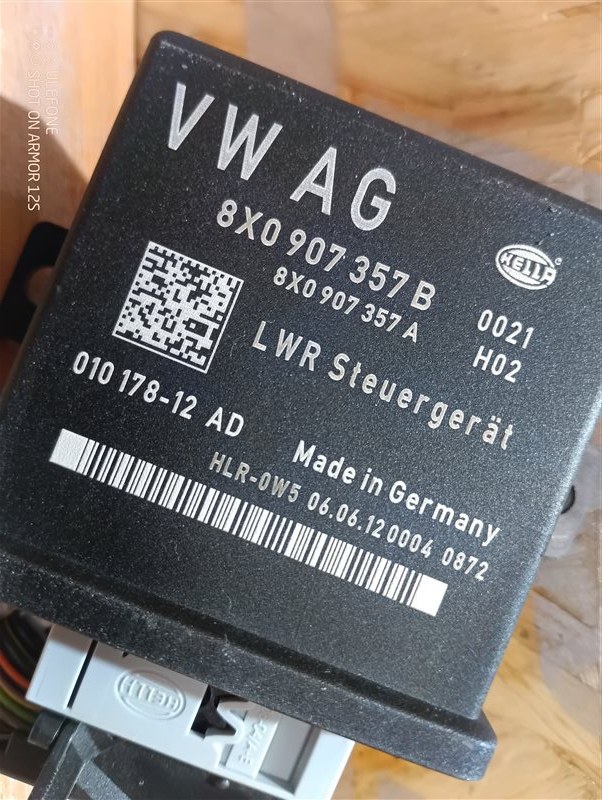 VW AG
8X0 907 357 B
8X0 907 357 A
HELLA
0021
H02
LWR Steuergerät
010 178-12 AD
Made in Germany
HLR-0W5 06.06.12 0004 0872
HELLA
SHOT ON ARMOR 12S